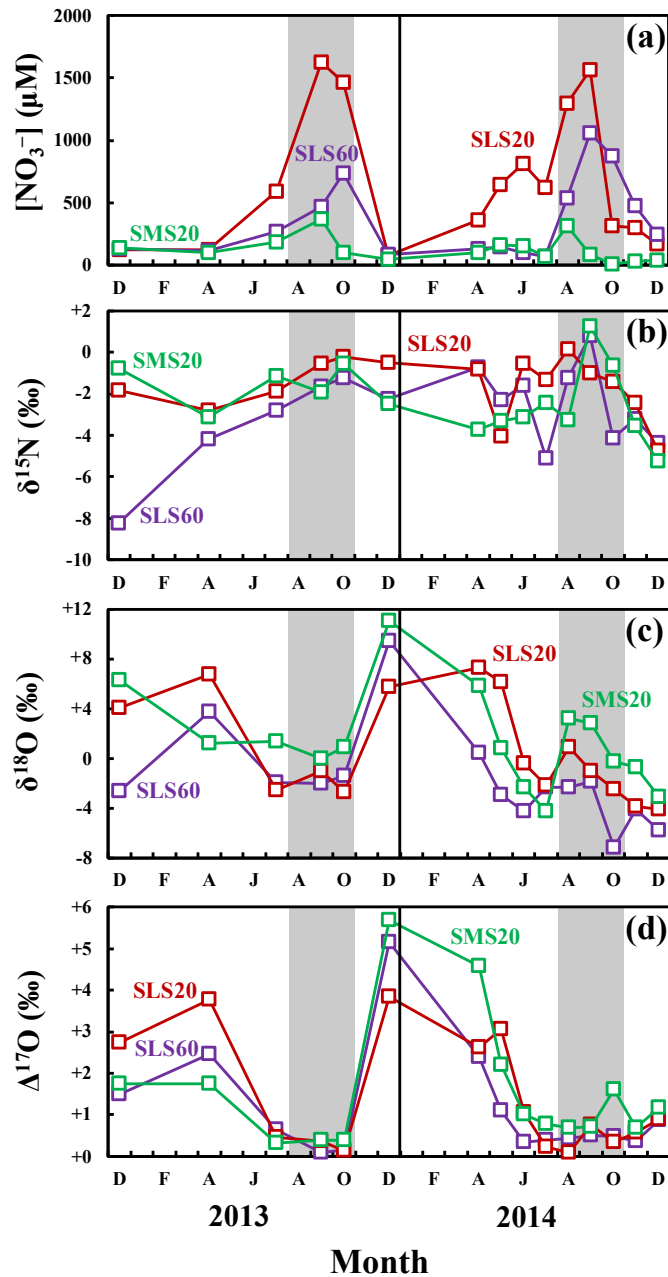 2000
(a)
1500
1000
500
0
[NO₃⁻] (μM)
SLS20
SLS60
SMS20
D F A J A O D F A J A O D
+2
(b)
0
-2
-4
-6
-8
-10
δ¹⁵N (‰)
SMS20
SLS20
SLS60
D F A J A O D F A J A O D
+12
(c)
+8
+4
0
-4
-8
δ¹⁸O (‰)
SLS20
SMS20
SLS60
D F A J A O D F A J A O D
+6
(d)
+5
+4
+3
+2
+1
+0
Δ¹⁷O (‰)
SMS20
SLS20
SLS60
D F A J A O D F A J A O D
2013 2014
Month